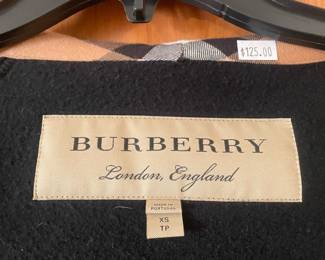 $125.00
BURBERRY
London, England
MADE IN
PORTUGAL
XS
TP